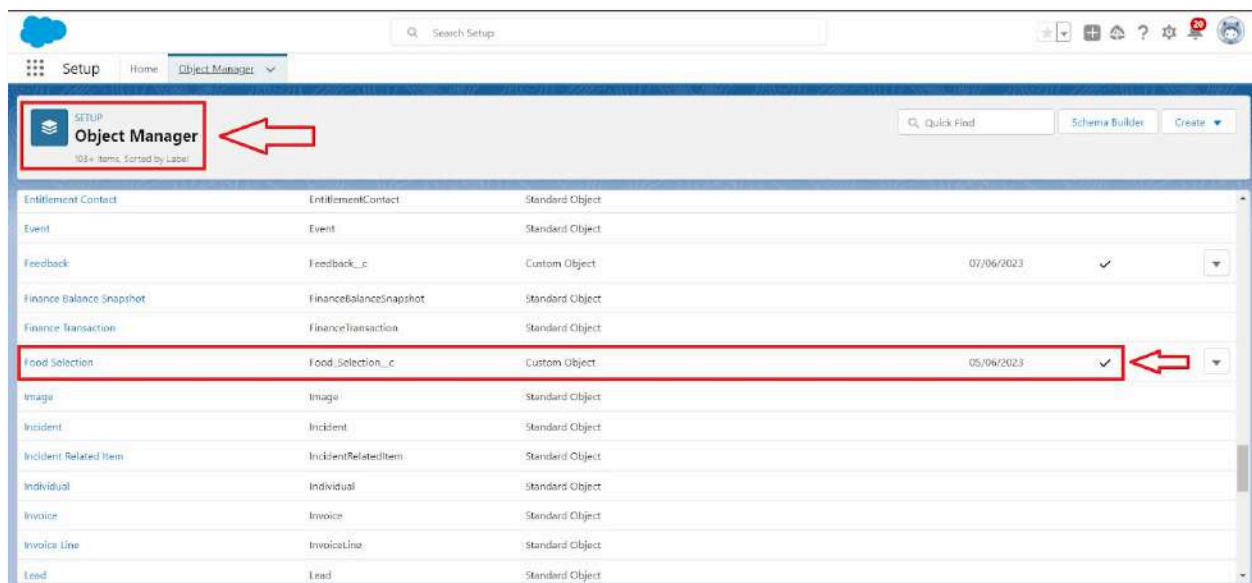 Search Setup
20
Setup Home Object Manager
SETUP
Object Manager
103+ Items, Sorted by Label
Quick Find
Schema Builder
Create
Entitlement Contact EntitlementContact Standard Object
Event Event Standard Object
Feedback Feedback__c Custom Object 07/06/2023
Finance Balance Snapshot FinanceBalanceSnapshot Standard Object
Finance Transaction FinanceTransaction Standard Object
Food Selection Food_Selection__c Custom Object 05/06/2023
Image Image Standard Object
Incident Incident Standard Object
Incident Related Item IncidentRelatedItem Standard Object
Individual Individual Standard Object
Invoice Invoice Standard Object
Invoice Line InvoiceLine Standard Object
Lead Lead Standard Object